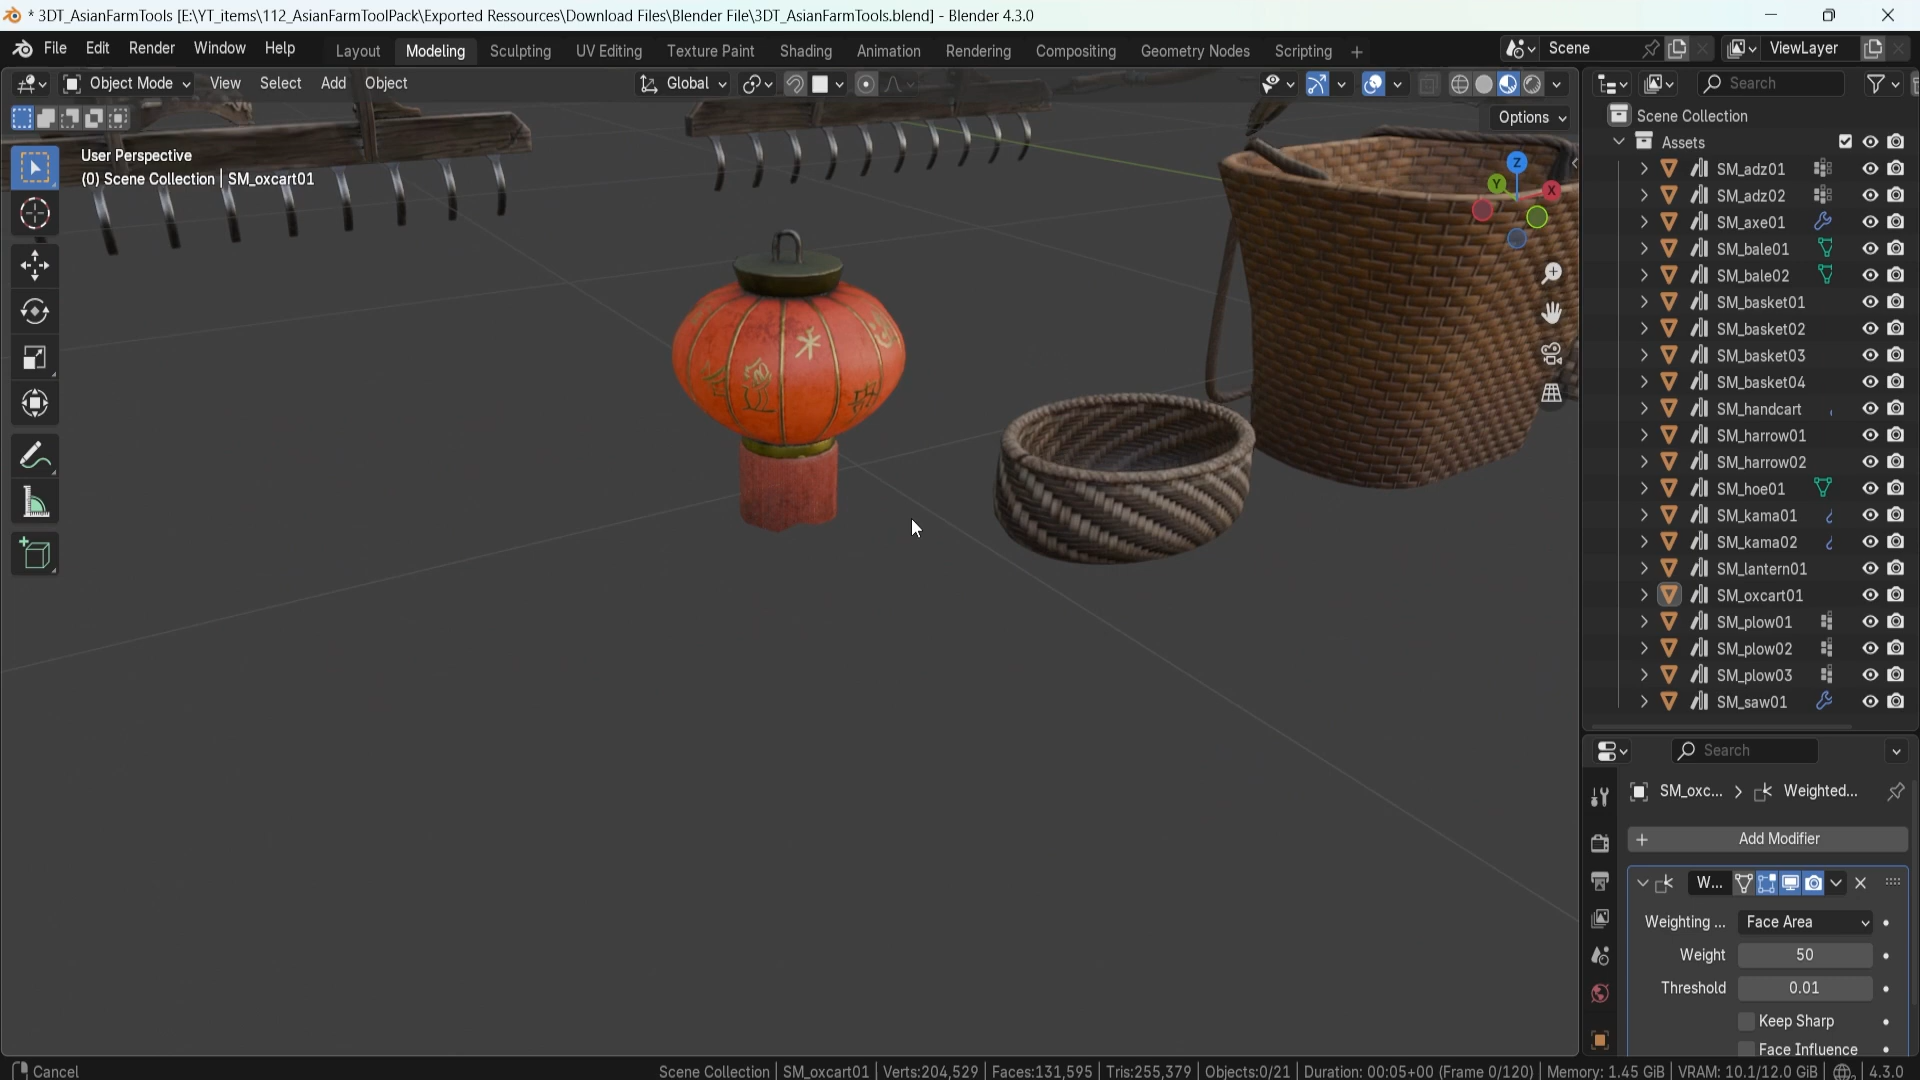 * 3DT_AsianFarmTools [E:\YT_items\112_AsianFarmToolPack\Exported Ressources\Download Files\Blender File\3DT_AsianFarmTools.blend] - Blender 4.3.0
File Edit Render Window Help Layout Modeling Sculpting UV Editing Texture Paint Shading Animation Rendering Compositing Geometry Nodes Scripting + Scene ViewLayer
Object Mode View Select Add Object Global Search
Options
User Perspective
(0) Scene Collection | SM_oxcart01
Z
Y
X
Scene Collection
Assets
SM_adz01
SM_adz02
SM_axe01
SM_bale01
SM_bale02
SM_basket01
SM_basket02
SM_basket03
SM_basket04
SM_handcart
SM_harrow01
SM_harrow02
SM_hoe01
SM_kama01
SM_kama02
SM_lantern01
SM_oxcart01
SM_plow01
SM_plow02
SM_plow03
SM_saw01
Search
SM_oxc... > Weighted...
+ Add Modifier
W...
Weighting ... Face Area
Weight 50
Threshold 0.01
Keep Sharp
Face Influence
Cancel
Scene Collection | SM_oxcart01 | Verts:204,529 | Faces:131,595 | Tris:255,379 | Objects:0/21 | Duration: 00:05+00 (Frame 0/120) | Memory: 1.45 GiB | VRAM: 10.1/12.0 GiB | 4.3.0